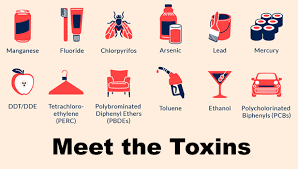 Manganese Fluoride Chlorpyrifos Arsenic Lead Mercury
DDT/DDE Tetrachloro- Polybrominated Toluene Ethanol Polychlorinated
ethylene Diphenyl Ethers Biphenyls (PCBs)
(PERC) (PBDEs)
Meet the Toxins